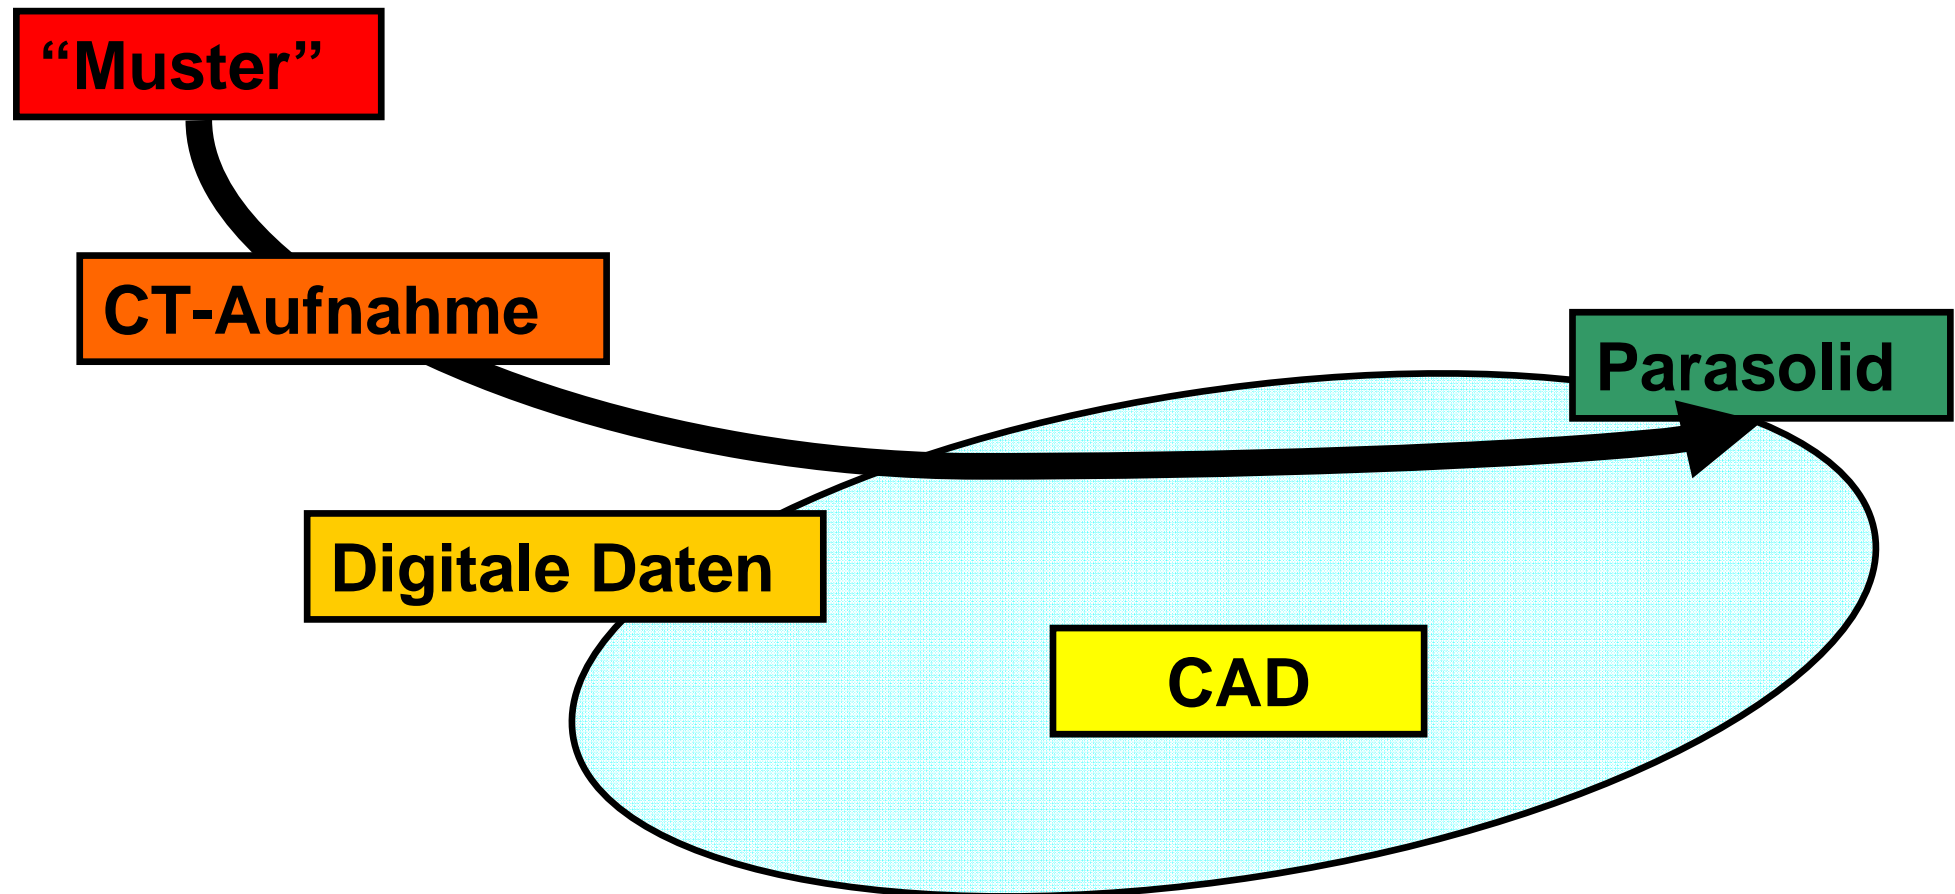 “Muster”
CT-Aufnahme
Parasolid
Digitale Daten
CAD